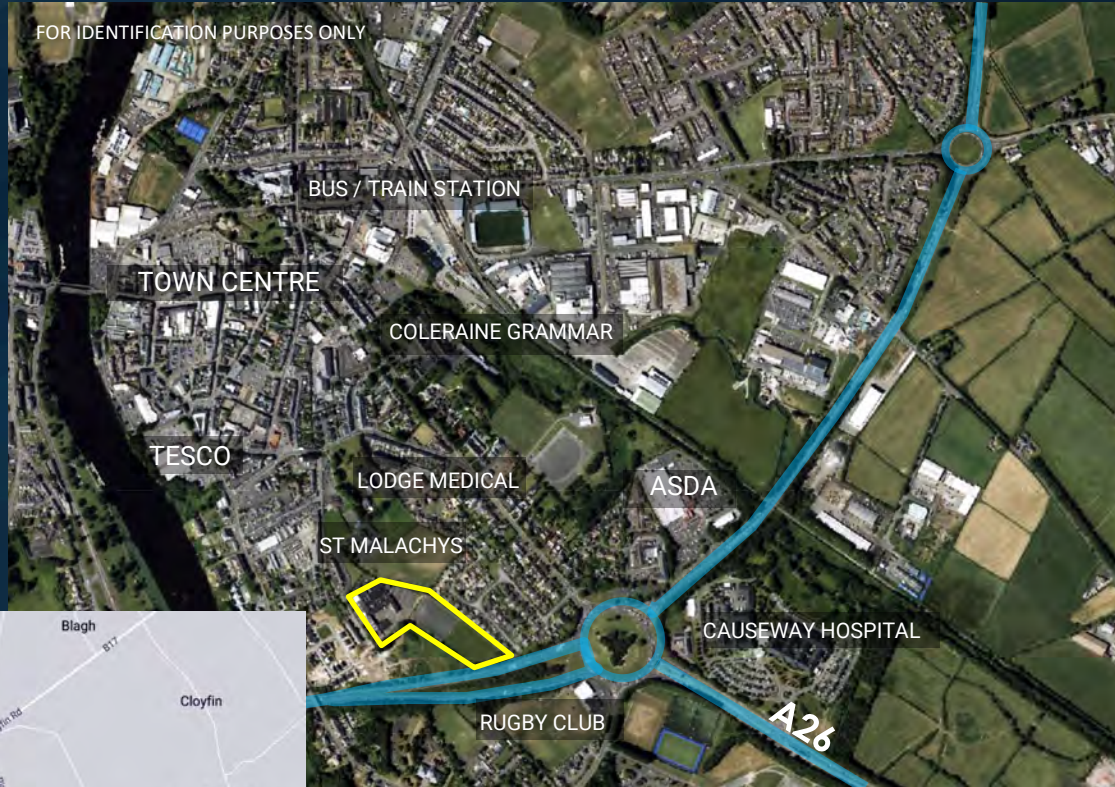 FOR IDENTIFICATION PURPOSES ONLY
BUS / TRAIN STATION
TOWN CENTRE
COLERAINE GRAMMAR
TESCO
LODGE MEDICAL
ASDA
ST MALACHYS
CAUSEWAY HOSPITAL
RUGBY CLUB
A26
Blagh
B17
Cloyfin
Rd